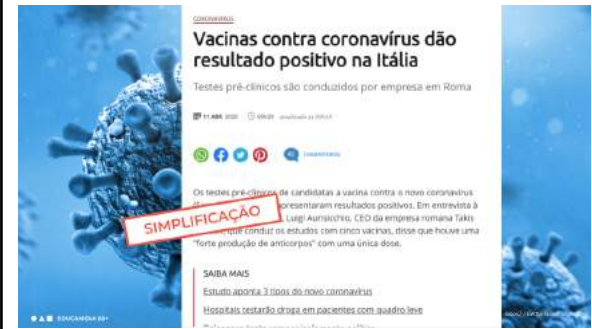 CORONAVÍRUS
Vacinas contra coronavírus dão
resultado positivo na Itália
Testes pré-clínicos são conduzidos por empresa em Roma
11 ABR 2020
COMENTÁRIOS
Os testes pré-clínicos de candidatas a vacina contra o novo coronavírus
apresentaram resultados positivos. Em entrevista à
SIMPLIFICAÇÃO
Luigi Aurisicchio, CEO da empresa romana Takis
que conduz os estudos com cinco vacinas, disse que houve uma
"forte produção de anticorpos" com uma única dose.
SAIBA MAIS
Estudo aponta 3 tipos do novo coronavírus
Hospitais testarão droga em pacientes com quadro leve
EDUCAMIDIA 60+